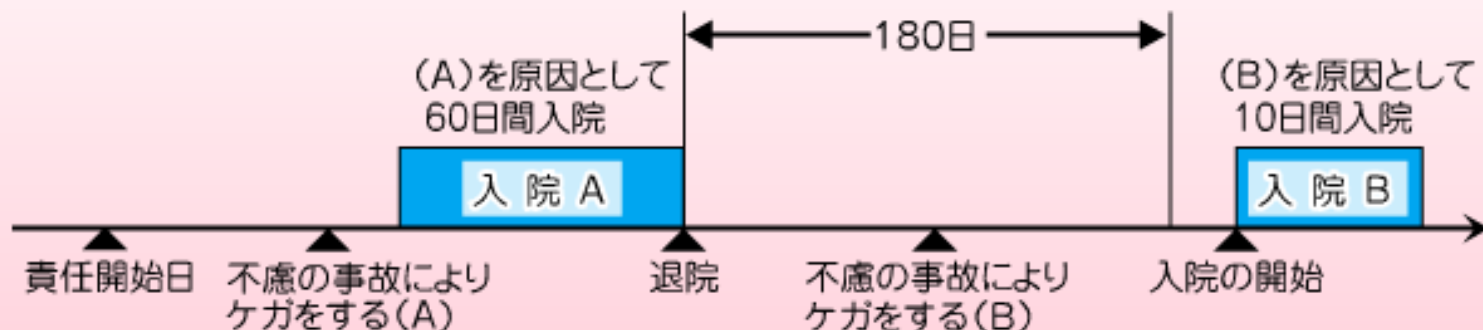 180日
(A)を原因として
60日間入院
(B)を原因として
10日間入院
入院 A
入院 B
責任開始日
不慮の事故により
ケガをする(A)
退院
不慮の事故により
ケガをする(B)
入院の開始